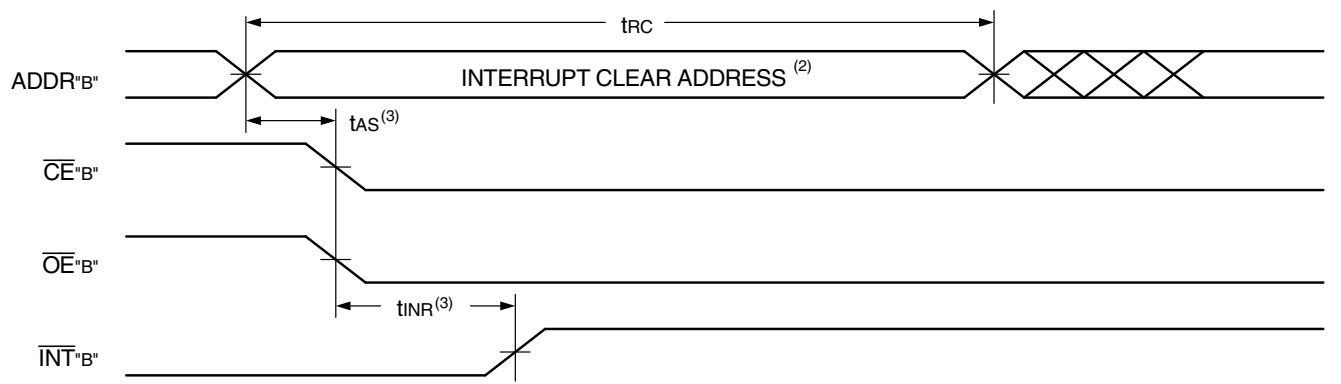 tRC
ADDR"B"
INTERRUPT CLEAR ADDRESS (2)
tAS(3)
CE"B"
OE"B"
tINR(3)
INT"B"